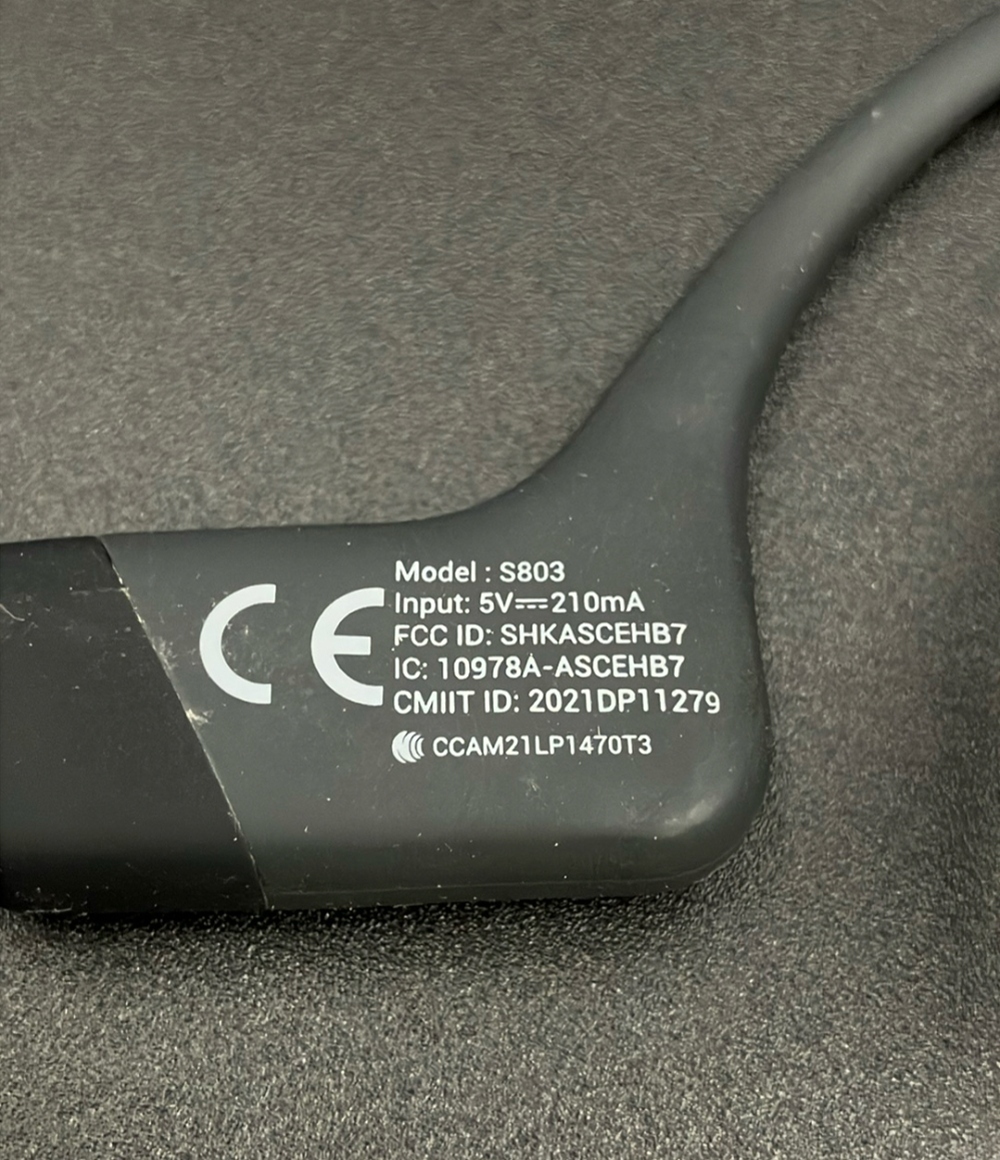 CE
Model : S803
Input: 5V⎓210mA
FCC ID: SHKASCEHB7
IC: 10978A-ASCEHB7
CMIIT ID: 2021DP11279
CCAM21LP1470T3